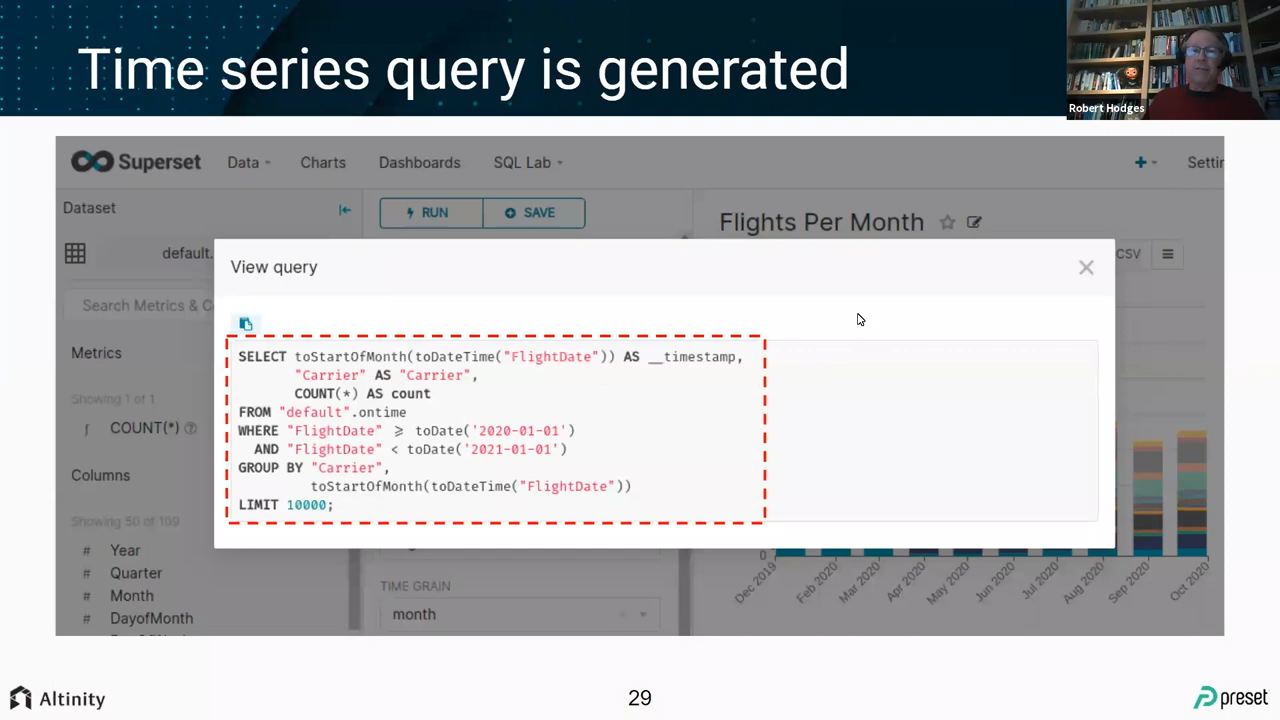 Time series query is generated
Robert Hodges
Superset
Data
Charts
Dashboards
SQL Lab
+
Settin
Dataset
RUN
SAVE
Flights Per Month
default.
CSV
View query
Search Metrics & C
SELECT toStartOfMonth(toDateTime("FlightDate")) AS __timestamp,
"Carrier" AS "Carrier",
COUNT(*) AS count
FROM "default".ontime
WHERE "FlightDate" ≥ toDate('2020-01-01')
AND "FlightDate" < toDate('2021-01-01')
GROUP BY "Carrier",
toStartOfMonth(toDateTime("FlightDate"))
LIMIT 10000;
Metrics
Showing 1 of 1
f COUNT(*)
Columns
Showing 50 of 109
# Year
# Quarter
# Month
# DayofMonth
TIME GRAIN
month
0
Dec 2019
Feb 2020
Mar 2020
Apr 2020
May 2020
Jun 2020
Jul 2020
Aug 2020
Sep 2020
Oct 2020
Altinity
29
preset